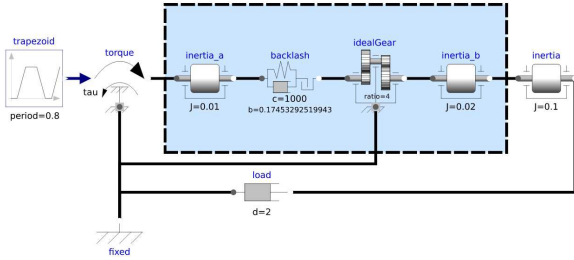 trapezoid
period=0.8
torque
tau
inertia_a
J=0.01
backlash
c=1000
b=0.17453292519943
idealGear
ratio=4
inertia_b
J=0.02
inertia
J=0.1
load
d=2
fixed